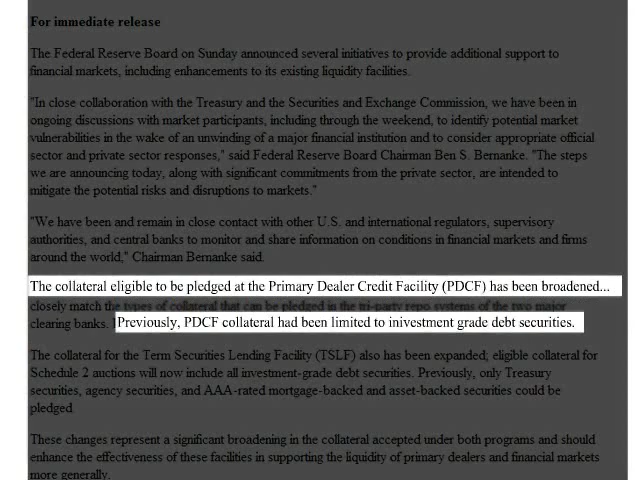 For immediate release
The Federal Reserve Board on Sunday announced several initiatives to provide additional support to
financial markets, including enhancements to its existing liquidity facilities.
"In close collaboration with the Treasury and the Securities and Exchange Commission, we have been in
ongoing discussions with market participants, including through the weekend, to identify potential market
vulnerabilities in the wake of an unwinding of a major financial institution and to consider appropriate official
sector and private sector responses," said Federal Reserve Board Chairman Ben S. Bernanke. "The steps
we are announcing today, along with significant commitments from the private sector, are intended to
mitigate the potential risks and disruptions to markets."
"We have been and remain in close contact with other U.S. and international regulators, supervisory
authorities, and central banks to monitor and share information on conditions in financial markets and firms
around the world," Chairman Bernanke said.
The collateral eligible to be pledged at the Primary Dealer Credit Facility (PDCF) has been broadened...
closely match the types of collateral that can be pledged in the tri-party repo systems of the two major
clearing banks. Previously, PDCF collateral had been limited to inivestment grade debt securities.
The collateral for the Term Securities Lending Facility (TSLF) also has been expanded; eligible collateral for
Schedule 2 auctions will now include all investment-grade debt securities. Previously, only Treasury
securities, agency securities, and AAA-rated mortgage-backed and asset-backed securities could be
pledged.
These changes represent a significant broadening in the collateral accepted under both programs and should
enhance the effectiveness of these facilities in supporting the liquidity of primary dealers and financial markets
more generally.